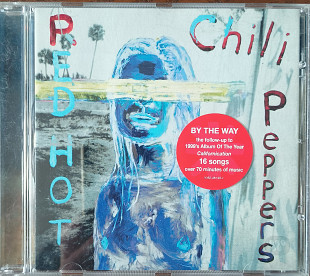 RED HOT
Chili
Peppers
BY THE WAY
the follow-up to
1999's Album Of The Year
Californication
16 songs
over 70 minutes of music